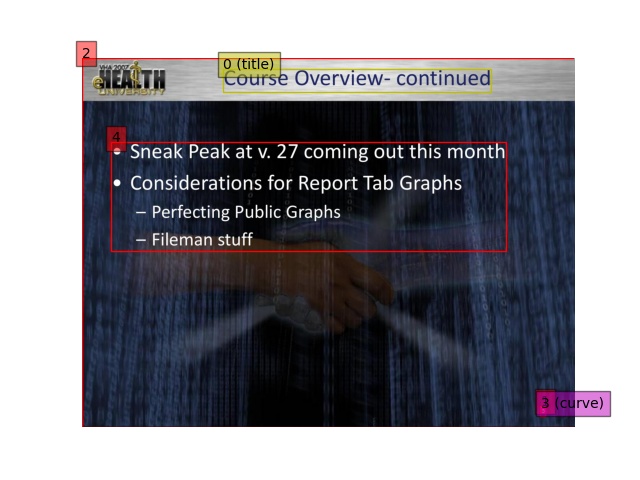 2
0 (title)
VHA 2007
eHEALTH
UNIVERSITY
Course Overview- continued
4
• Sneak Peak at v. 27 coming out this month
• Considerations for Report Tab Graphs
– Perfecting Public Graphs
– Fileman stuff
3 (curve)